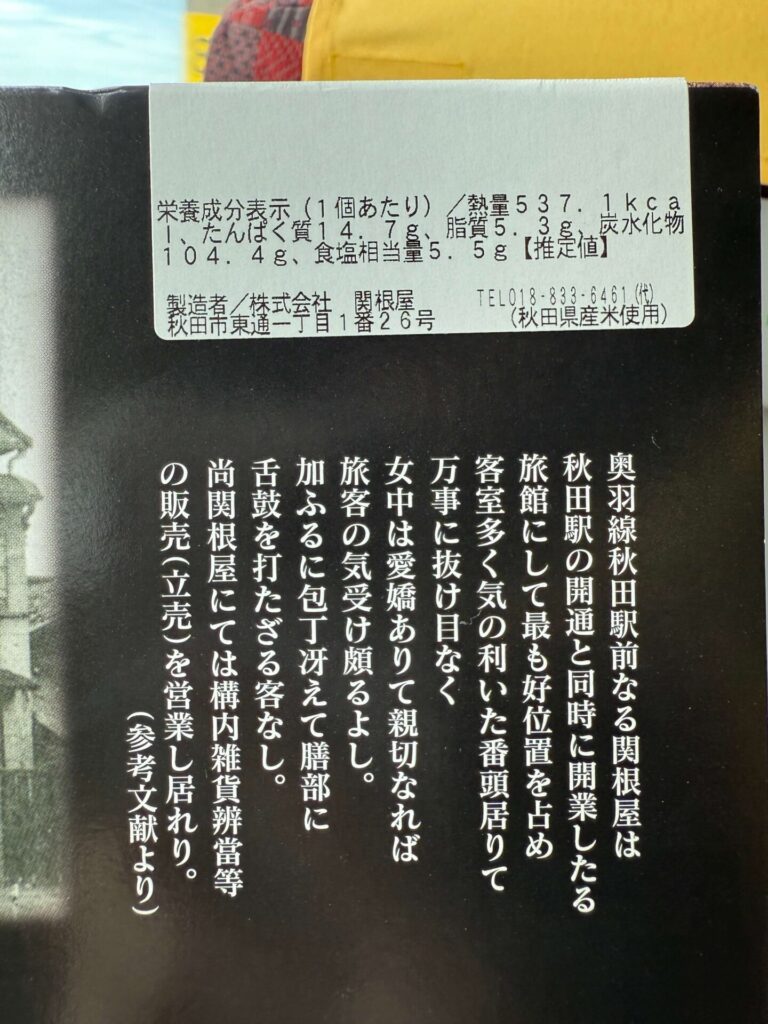 栄養成分表示(1個あたり)/熱量537.1kca
l、たんぱく質14.7g、脂質5.3g、炭水化物
104.4g、食塩相当量5.5g【推定値】
製造者/株式会社 関根屋 TEL018-833-6461(代)
秋田市東通一丁目1番26号 (秋田県産米使用)
奥羽線秋田駅前なる関根屋は
秋田駅の開通と同時に開業したる
旅館にして最も好位置を占め
客室多く気の利いた番頭居りて
万事に抜け目なく
女中は愛嬌ありて親切なれば
旅客の気受け頗るよし。
加ふるに包丁冴えて膳部に
舌鼓を打たざる客なし。
尚関根屋にては構内雑貨辨當等
の販売(立売)を営業し居れり。
(参考文献より)